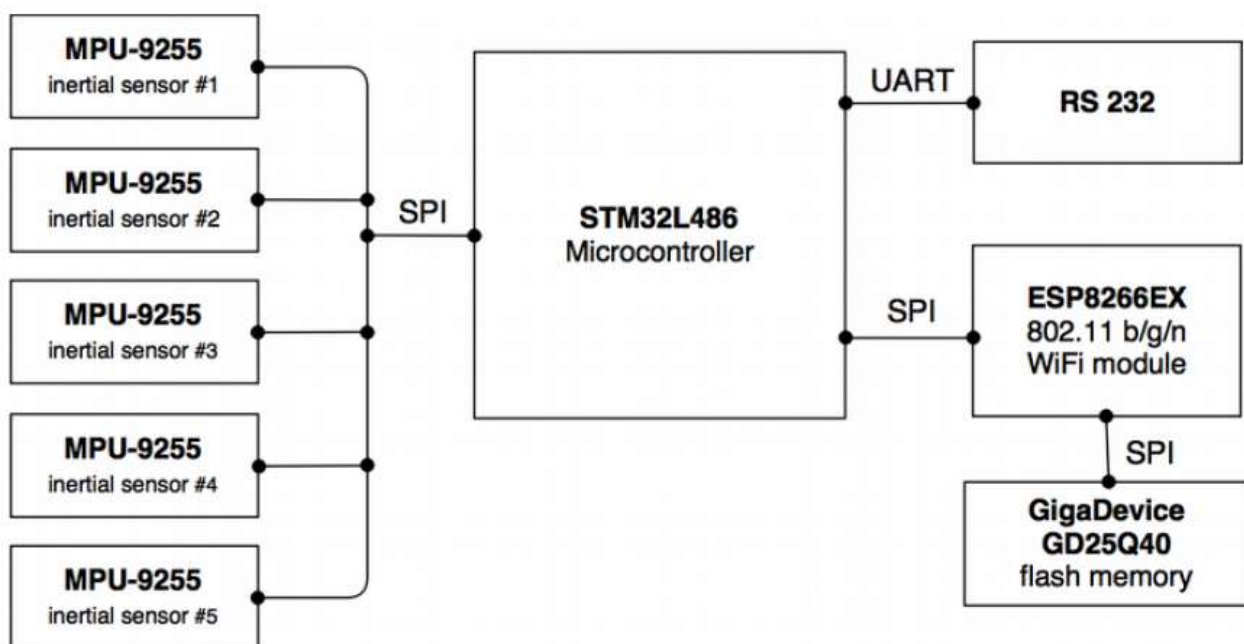 MPU-9255
inertial sensor #1
MPU-9255
inertial sensor #2
MPU-9255
inertial sensor #3
MPU-9255
inertial sensor #4
MPU-9255
inertial sensor #5
SPI
STM32L486
Microcontroller
UART
RS 232
SPI
ESP8266EX
802.11 b/g/n
WiFi module
SPI
GigaDevice
GD25Q40
flash memory